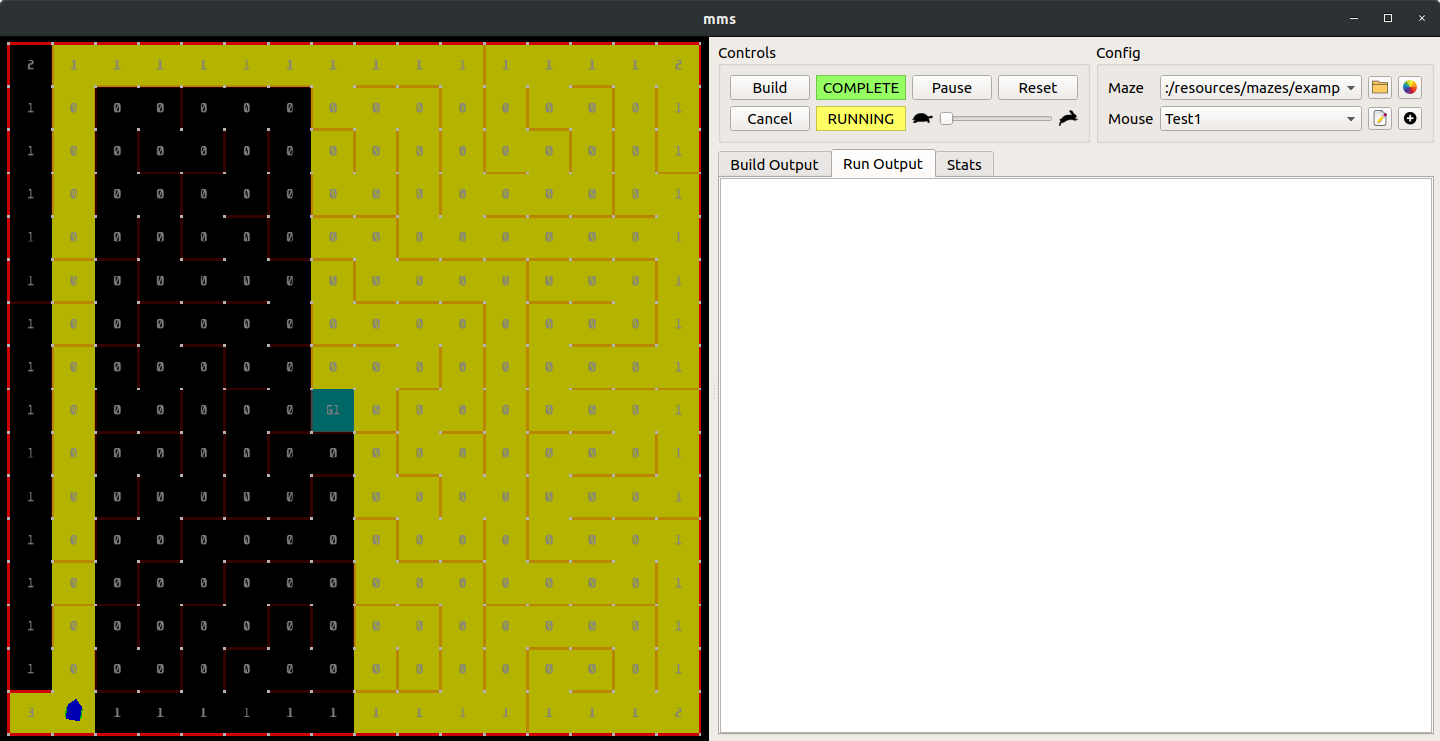 mms
Controls
Config
Build COMPLETE Pause Reset
Maze :/resources/mazes/examp
Cancel RUNNING
Mouse Test1
Build Output Run Output Stats
2 1 1 1 1 1 1 1 1 1 1 1 1 1 1 2
1 0 0 0 0 0 0 0 0 0 0 0 0 0 0 1
1 0 0 0 0 0 0 0 0 0 0 0 0 0 0 1
1 0 0 0 0 0 0 0 0 0 0 0 0 0 0 1
1 0 0 0 0 0 0 0 0 0 0 0 0 0 0 1
1 0 0 0 0 0 0 0 0 0 0 0 0 0 0 1
1 0 0 0 0 0 0 0 0 0 0 0 0 0 0 1
1 0 0 0 0 0 0 0 0 0 0 0 0 0 0 1
1 0 0 0 0 0 0 G1 0 0 0 0 0 0 0 1
1 0 0 0 0 0 0 0 0 0 0 0 0 0 0 1
1 0 0 0 0 0 0 0 0 0 0 0 0 0 0 1
1 0 0 0 0 0 0 0 0 0 0 0 0 0 0 1
1 0 0 0 0 0 0 0 0 0 0 0 0 0 0 1
1 0 0 0 0 0 0 0 0 0 0 0 0 0 0 1
1 0 0 0 0 0 0 0 0 0 0 0 0 0 0 1
3 1 1 1 1 1 1 1 1 1 1 1 1 1 2